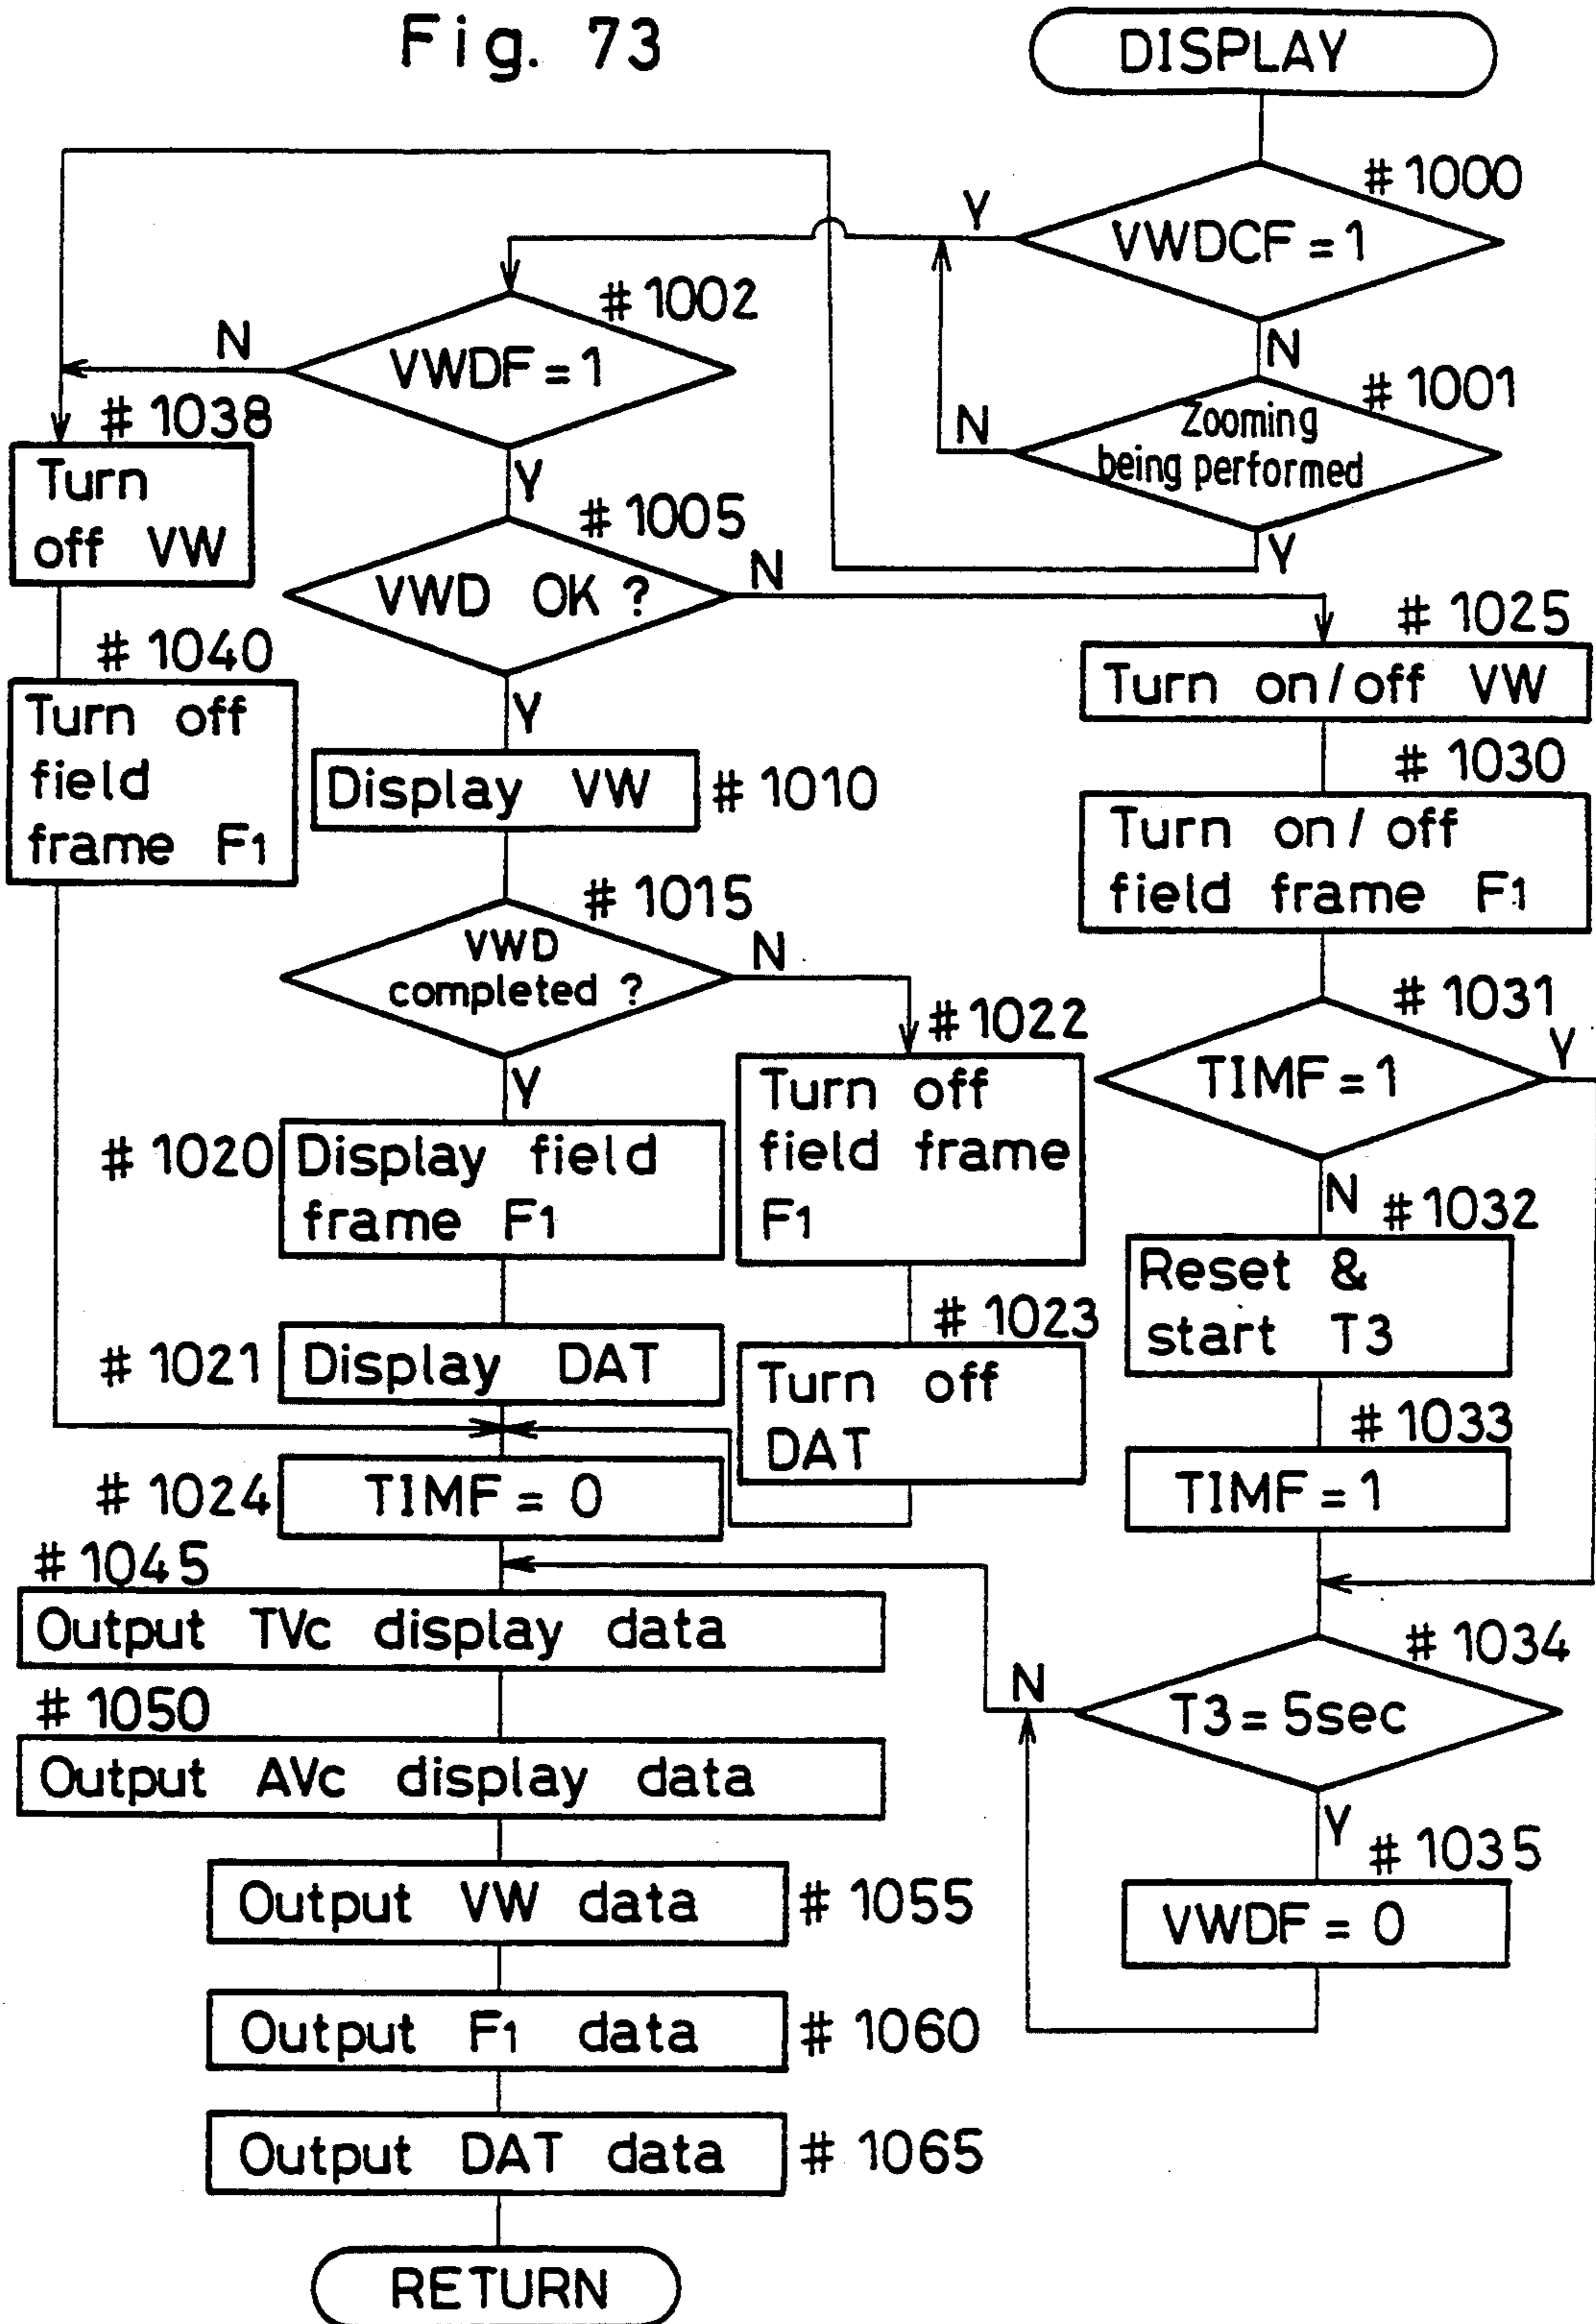 Fig. 73
DISPLAY
# 1000
VWDCF = 1
Y
N
# 1001
Zooming
being performed
N
Y
# 1002
VWDF = 1
N
Y
# 1038
Turn
off VW
# 1005
VWD OK ?
N
Y
# 1040
Turn off
field
frame F1
Display VW
# 1010
# 1025
Turn on/off VW
# 1030
Turn on/off
field frame F1
# 1015
VWD
completed ?
N
Y
# 1022
Turn off
field frame
F1
# 1031
TIMF = 1
Y
N
# 1020
Display field
frame F1
# 1032
Reset &
start T3
# 1021
Display DAT
# 1023
Turn off
DAT
# 1033
TIMF = 1
# 1024
TIMF = 0
# 1045
Output TVc display data
# 1034
T3 = 5sec
N
Y
# 1050
Output AVc display data
# 1035
VWDF = 0
Output VW data
# 1055
Output F1 data
# 1060
Output DAT data
# 1065
RETURN